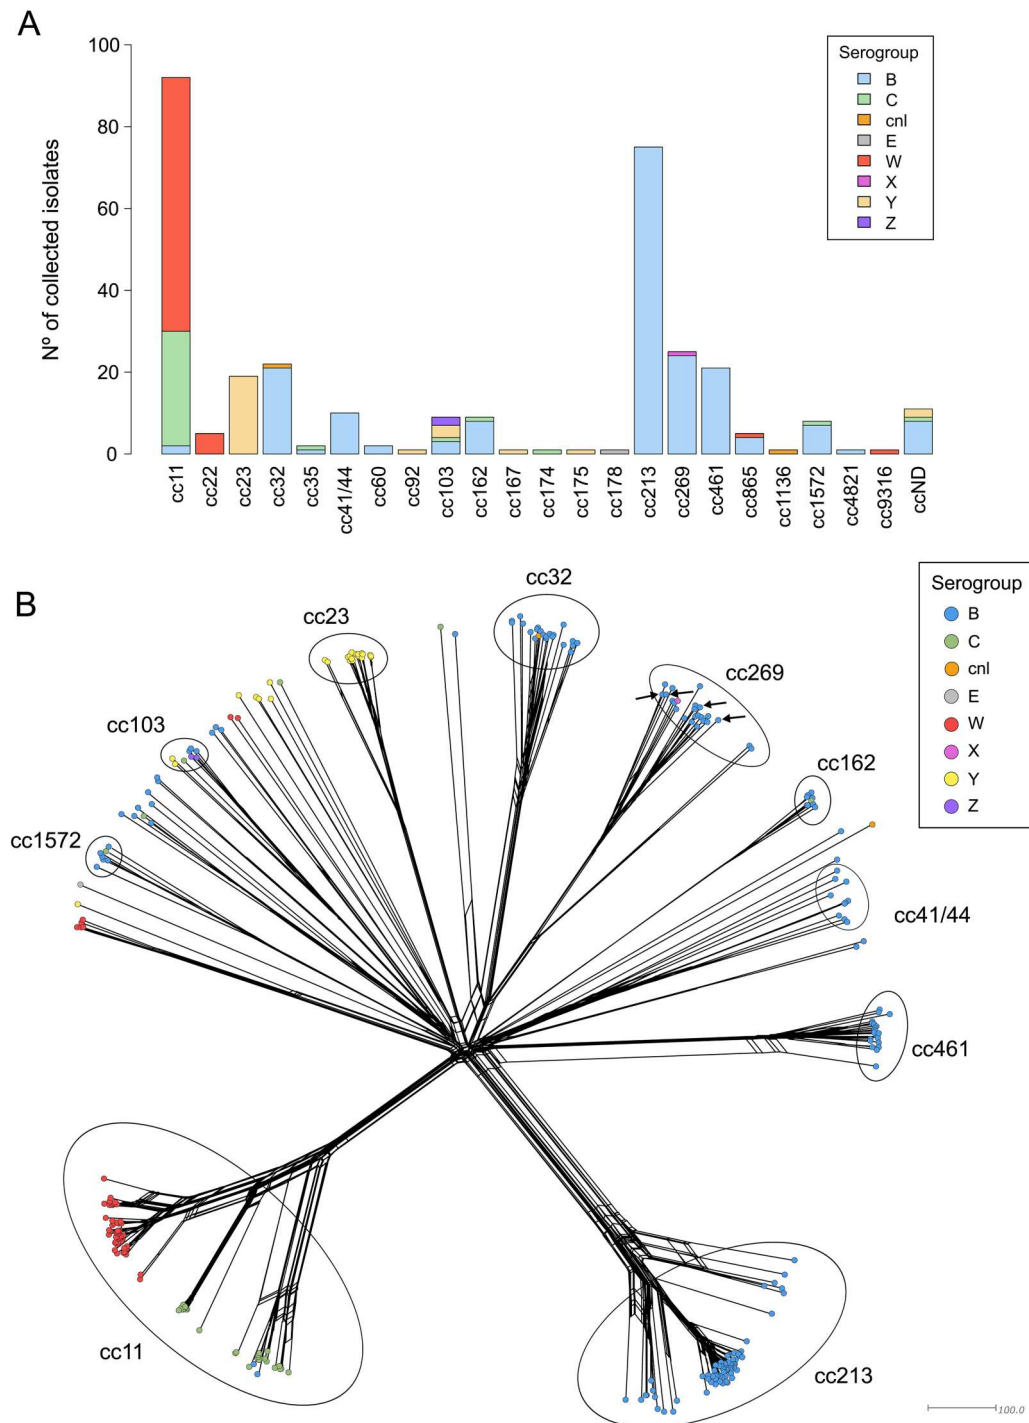 A
Nº of collected isolates
100
80
60
40
20
0
cc11
cc22
cc23
cc32
cc35
cc41/44
cc60
cc92
cc103
cc162
cc167
cc174
cc175
cc178
cc213
cc269
cc461
cc865
cc1136
cc1572
cc4821
cc9316
ccND
Serogroup
B
C
cnl
E
W
X
Y
Z
B
cc32
cc23
cc269
cc103
cc162
cc1572
cc41/44
cc461
cc11
cc213
Serogroup
B
C
cnl
E
W
X
Y
Z
100.0